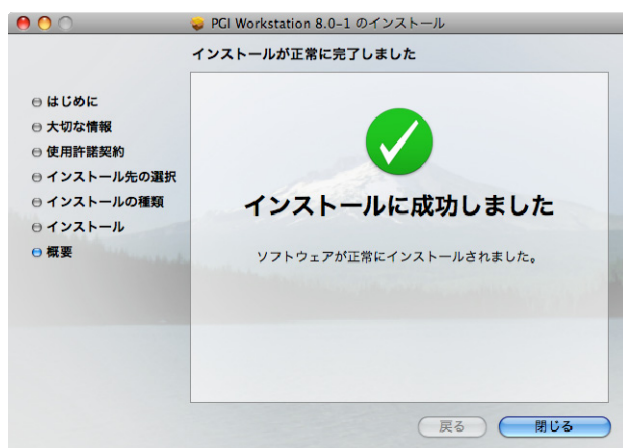 PGI Workstation 8.0-1 のインストール
インストールが正常に完了しました
はじめに
大切な情報
使用許諾契約
インストール先の選択
インストールの種類
インストール
概要
インストールに成功しました
ソフトウェアが正常にインストールされました。
戻る
閉じる